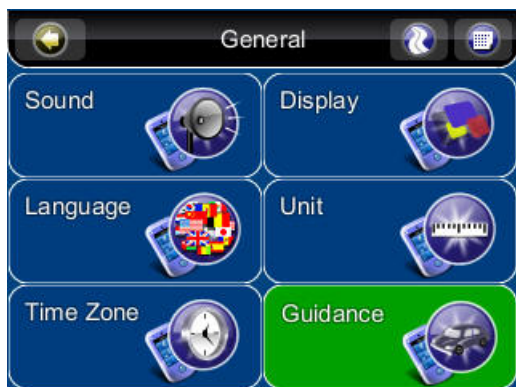 General
Sound
Display
Language
Unit
Time Zone
Guidance